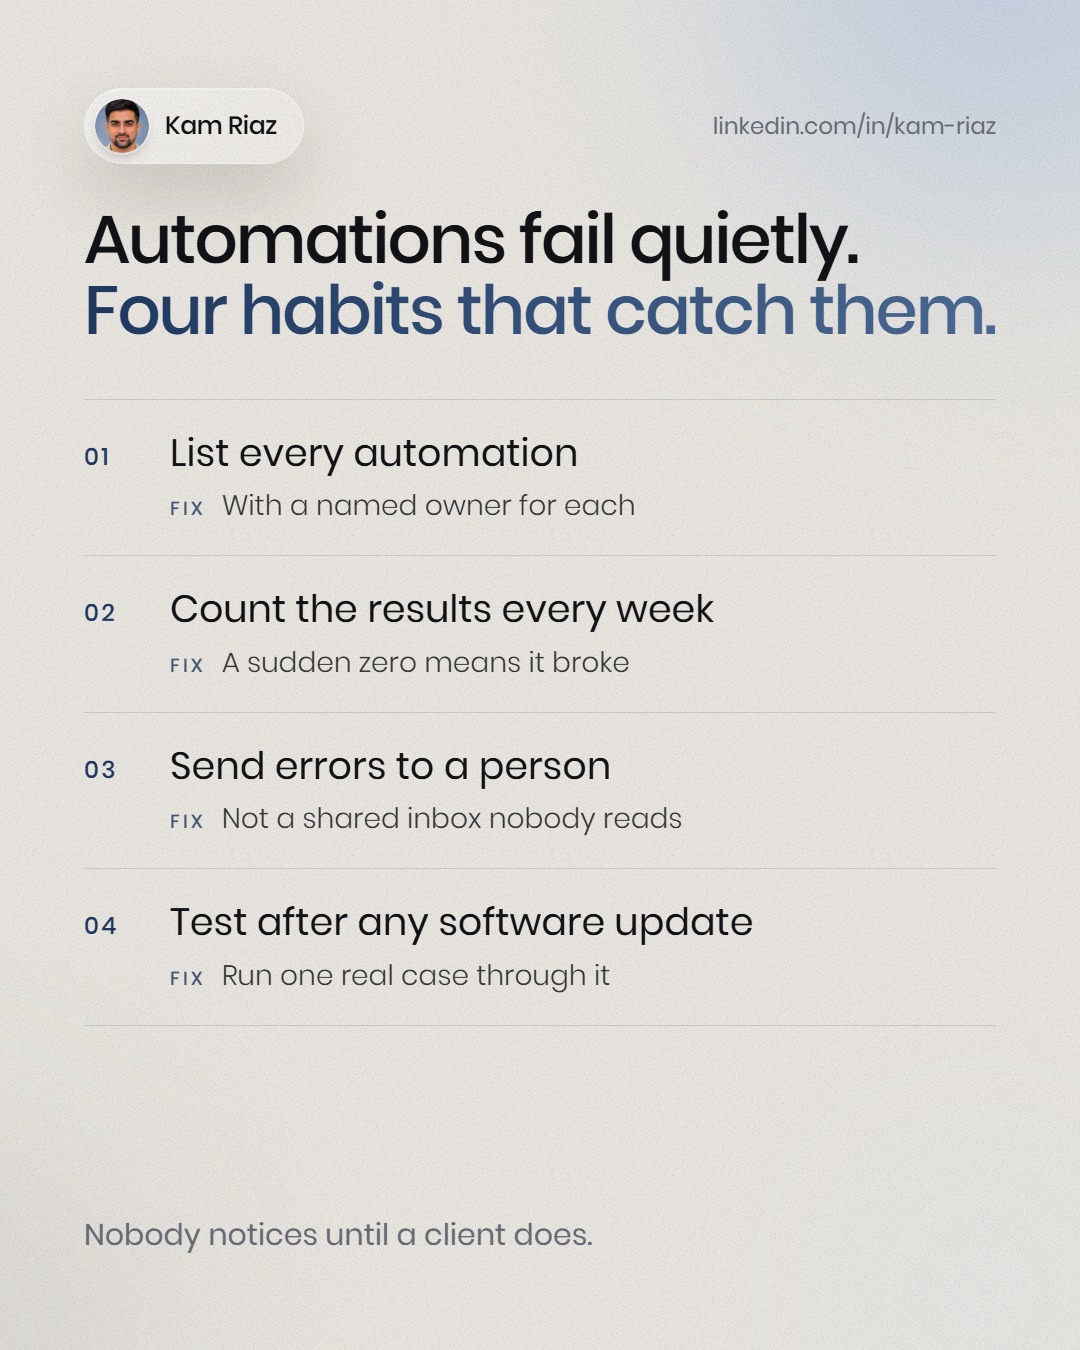 Kam Riaz
linkedin.com/in/kam-riaz
Automations fail quietly.
Four habits that catch them.
01 List every automation
FIX With a named owner for each
02 Count the results every week
FIX A sudden zero means it broke
03 Send errors to a person
FIX Not a shared inbox nobody reads
04 Test after any software update
FIX Run one real case through it
Nobody notices until a client does.